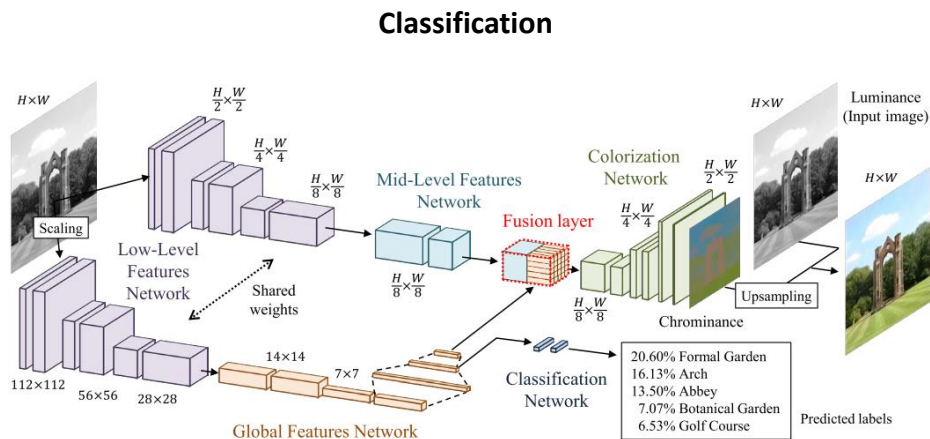 Classification
H×W
Scaling
H/2 × W/2
H/4 × W/4
H/8 × W/8
Low-Level
Features
Network
112×112
56×56
28×28
Shared
weights
Mid-Level Features
Network
H/8 × W/8
Fusion layer
14×14
7×7
Global Features Network
Classification
Network
Colorization
Network
H/8 × W/8
H/4 × W/4
H/2 × W/2
Chrominance
H×W
Luminance
(Input image)
Upsampling
H×W
20.60% Formal Garden
16.13% Arch
13.50% Abbey
7.07% Botanical Garden
6.53% Golf Course
Predicted labels